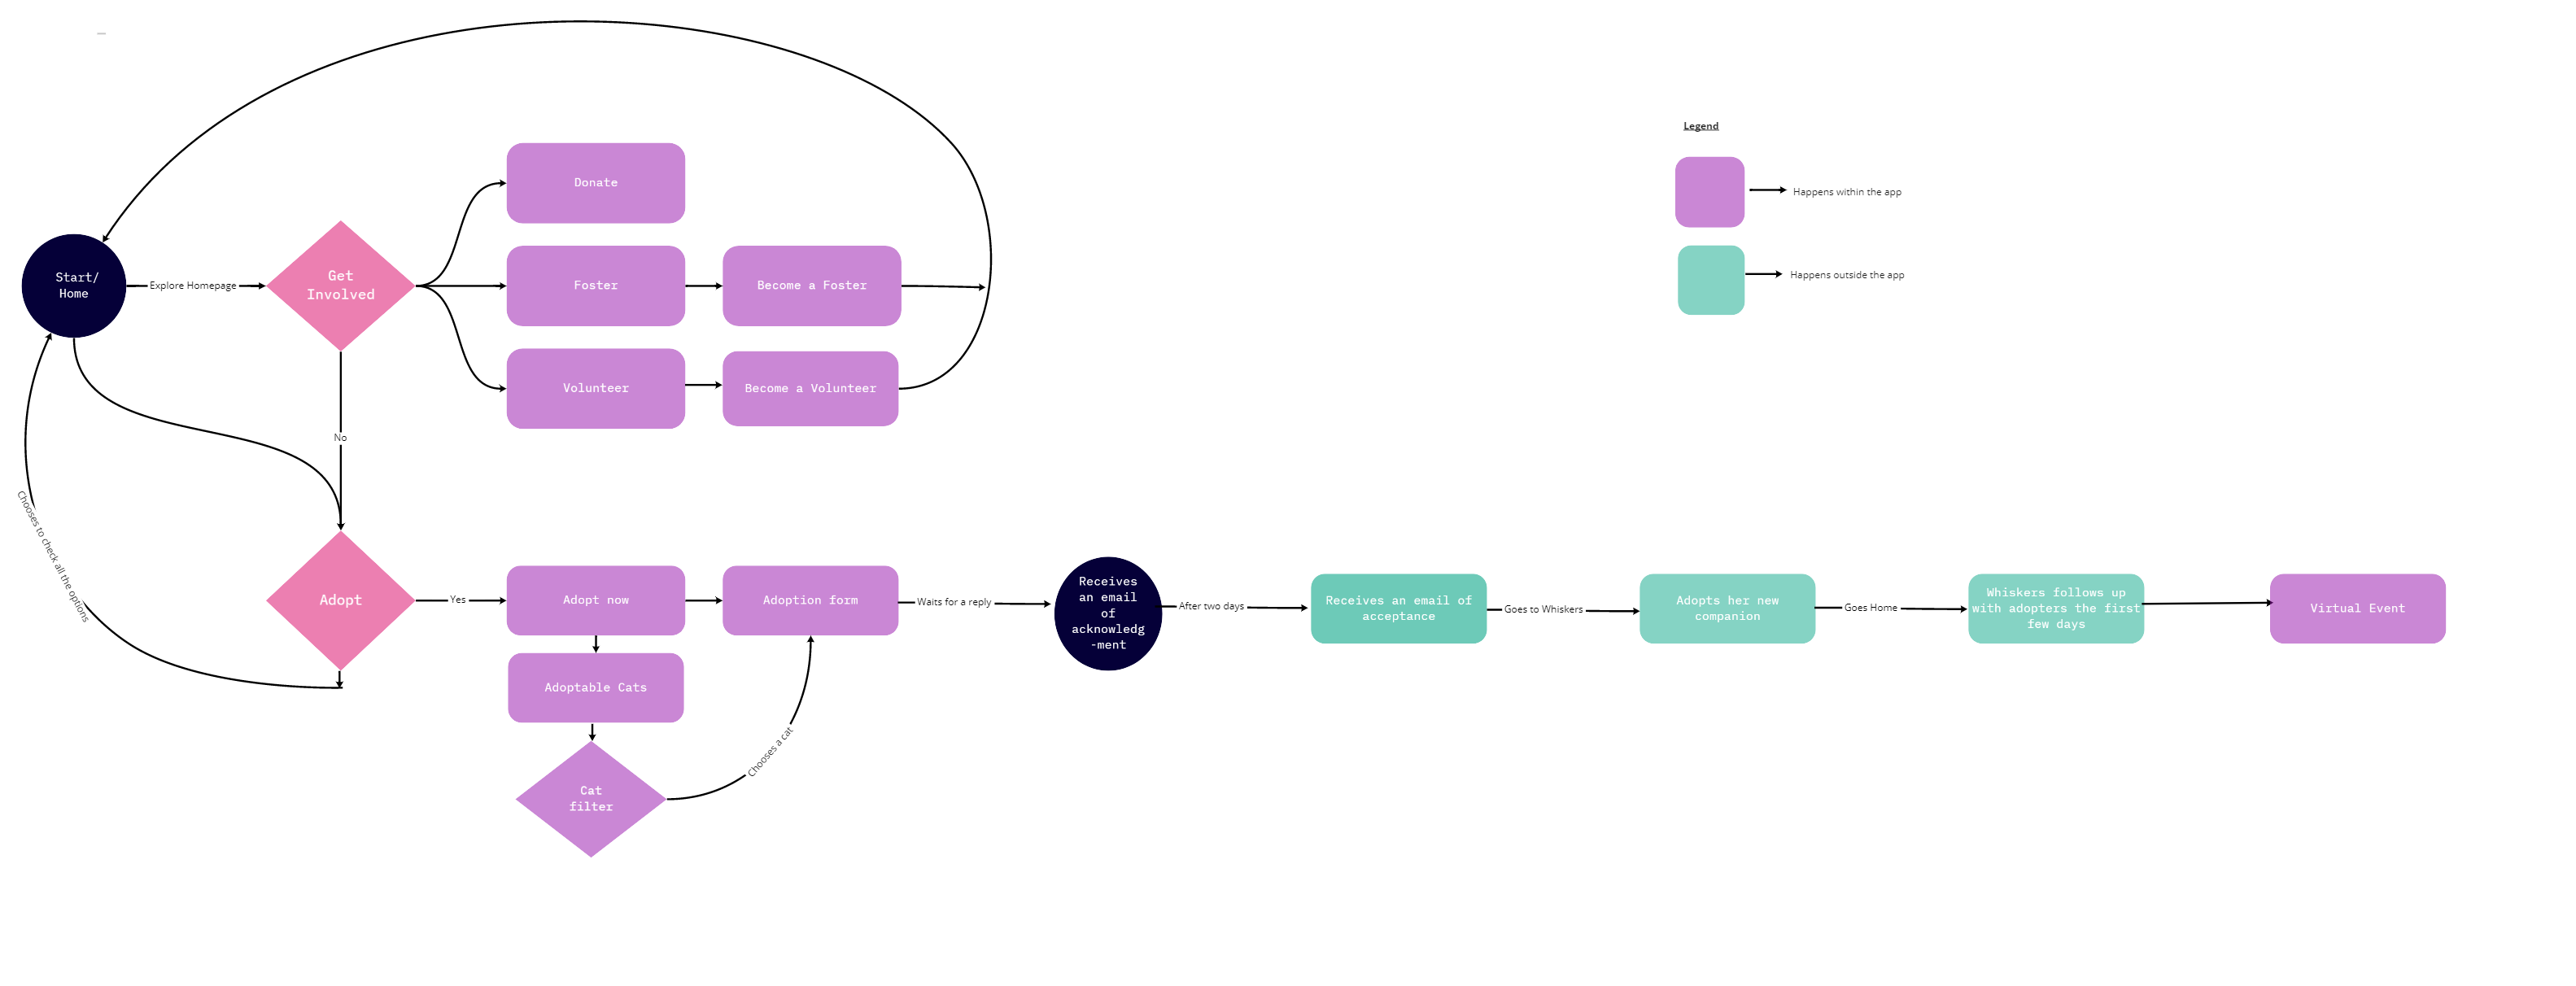 Legend
Donate
Happens within the app
Start/
Home
Explore Homepage
Get
Involved
Foster
Become a Foster
Happens outside the app
Volunteer
Become a Volunteer
No
Chooses to check all the options
Adopt
Yes
Adopt now
Adoption form
Waits for a reply
Receives
an email
of
acknowledg
-ment
After two days
Receives an email of
acceptance
Goes to Whiskers
Adopts her new
companion
Goes Home
Whiskers follows up
with adopters the first
few days
Virtual Event
Adoptable Cats
Chooses a cat
Cat
filter